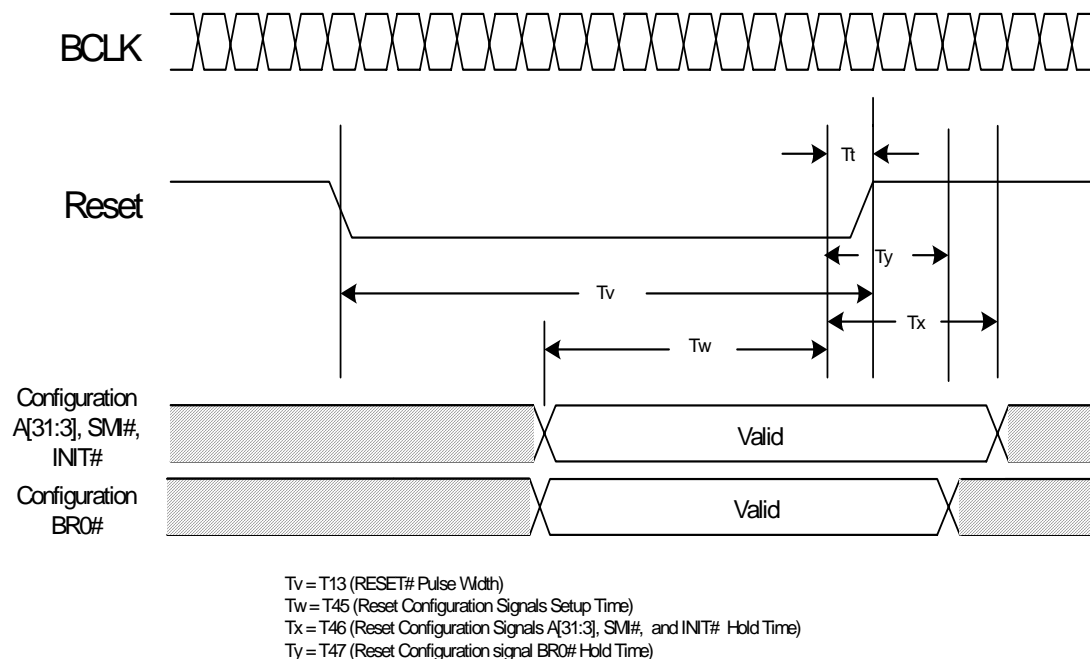 BCLK
Tt
Reset
Ty
Tv
Tx
Tw
Configuration
A[31:3], SMI#,
INIT#
Valid
Configuration
BR0#
Valid
Tv = T13 (RESET# Pulse Width)
Tw = T45 (Reset Configuration Signals Setup Time)
Tx = T46 (Reset Configuration Signals A[31:3], SMI#, and INIT# Hold Time)
Ty = T47 (Reset Configuration signal BR0# Hold Time)